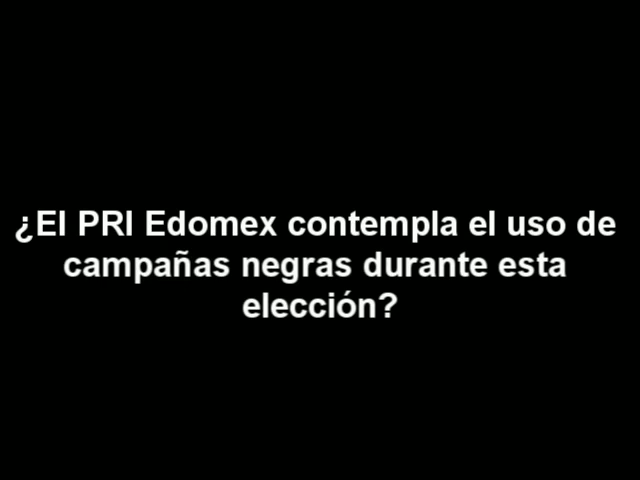 ¿El PRI Edomex contempla el uso de
campañas negras durante esta
elección?